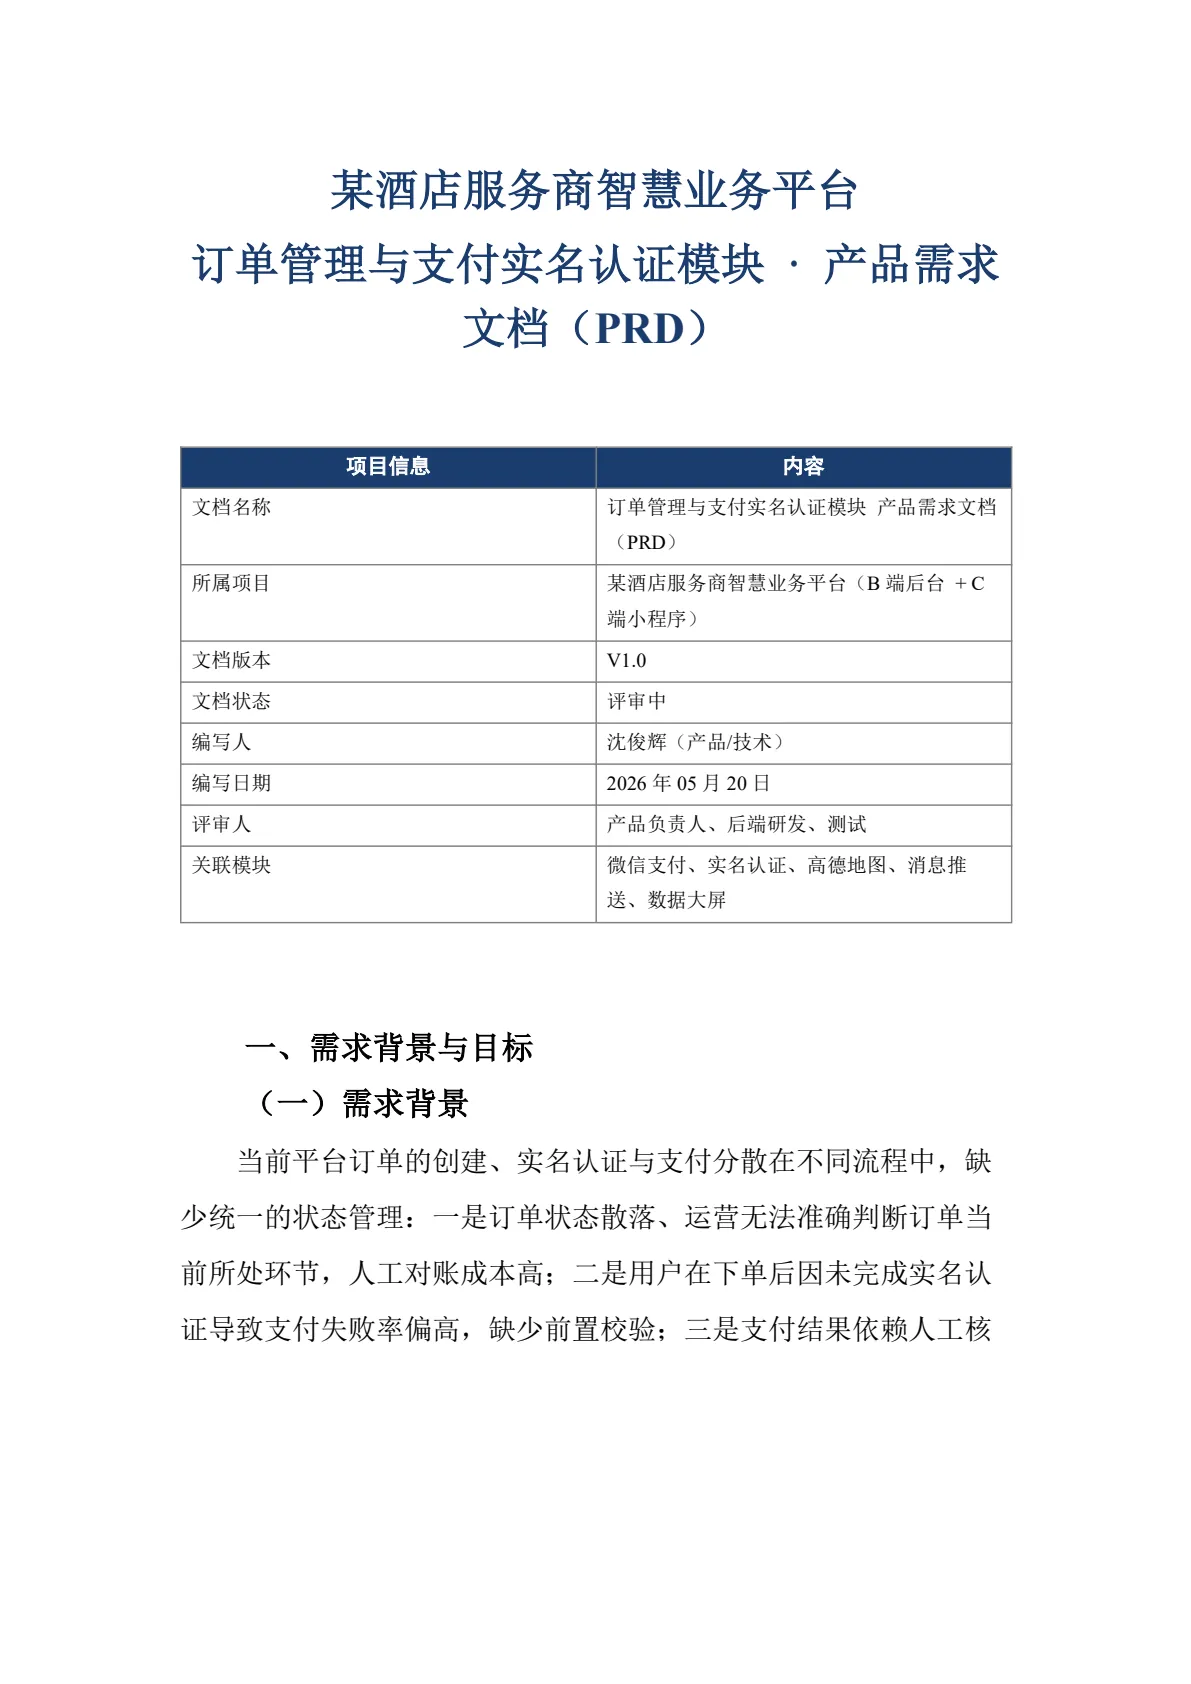 某酒店服务商智慧业务平台
订单管理与支付实名认证模块 · 产品需求
文档（PRD）
项目信息 内容
文档名称 订单管理与支付实名认证模块 产品需求文档
（PRD）
所属项目 某酒店服务商智慧业务平台（B 端后台 + C
端小程序）
文档版本 V1.0
文档状态 评审中
编写人 沈俊辉（产品/技术）
编写日期 2026 年 05 月 20 日
评审人 产品负责人、后端研发、测试
关联模块 微信支付、实名认证、高德地图、消息推
送、数据大屏
一、需求背景与目标
（一）需求背景
当前平台订单的创建、实名认证与支付分散在不同流程中，缺
少统一的状态管理：一是订单状态散落、运营无法准确判断订单当
前所处环节，人工对账成本高；二是用户在下单后因未完成实名认
证导致支付失败率偏高，缺少前置校验；三是支付结果依赖人工核